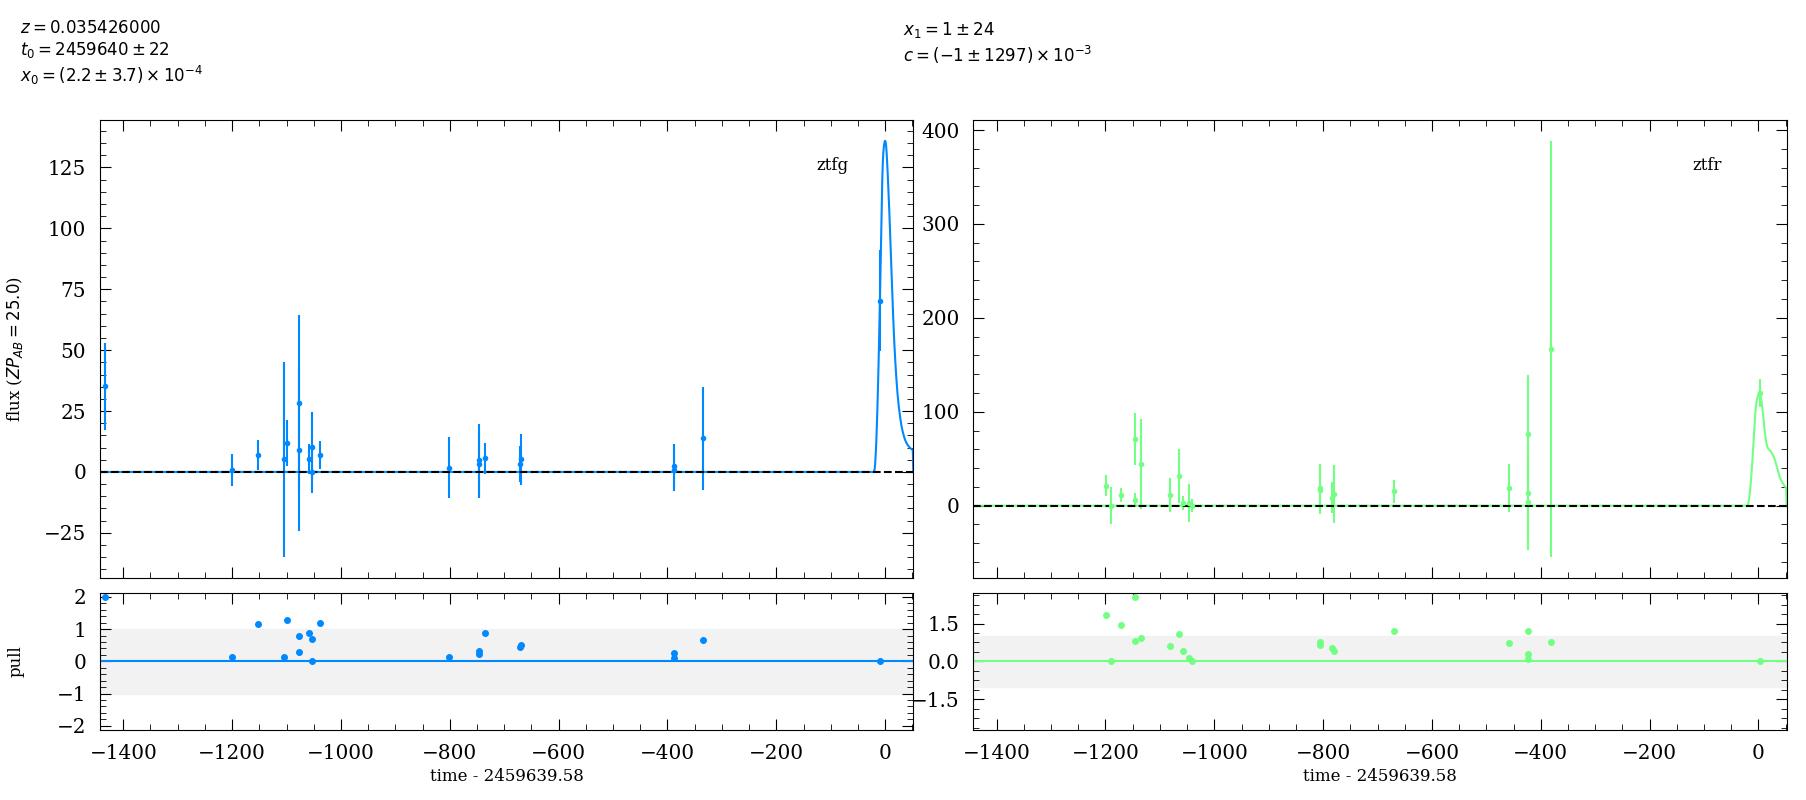 z = 0.035426000
t₀ = 2459640 ± 22
x₀ = (2.2 ± 3.7) × 10⁻⁴
x₁ = 1 ± 24
c = (−1 ± 1297) × 10⁻³
ztfg
125
100
75
50
25
0
−25
flux (ZP_AB = 25.0)
ztfr
400
300
200
100
0
2
1
0
−1
−2
pull
1.5
0.0
−1.5
−1400 −1200 −1000 −800 −600 −400 −200 0
time - 2459639.58
−1400 −1200 −1000 −800 −600 −400 −200 0
time - 2459639.58